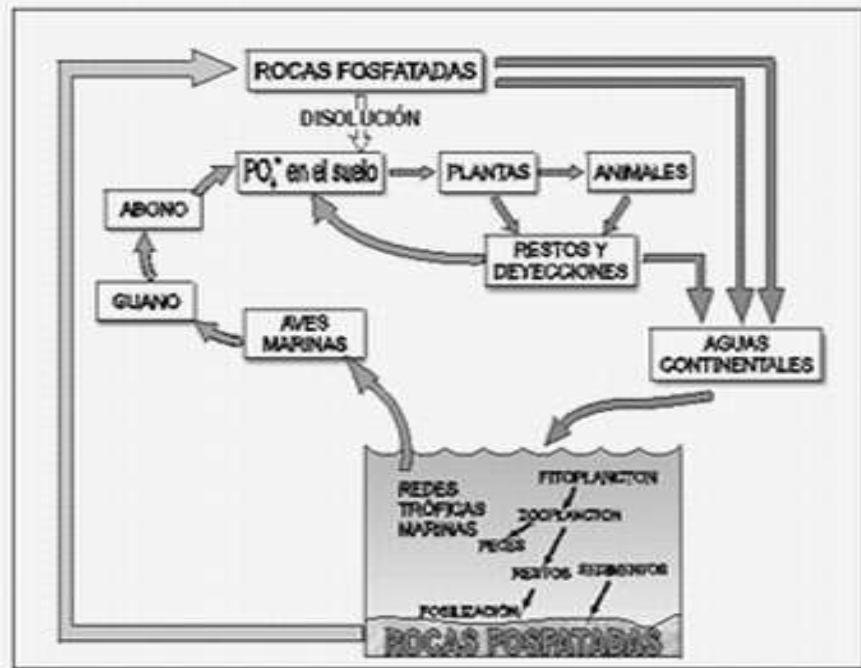 ROCAS FOSFATADAS
DISOLUCIÓN
PO₄⁼ en el suelo
PLANTAS
ANIMALES
ABONO
RESTOS Y
DEYECCIONES
GUANO
AVES
MARINAS
AGUAS
CONTINENTALES
REDES
TRÓFICAS
MARINAS
FITOPLANCTON
ZOOPLANCTON
PECES
RESTOS
SEDIMENTOS
FOSILIZACIÓN
ROCAS FOSFATADAS